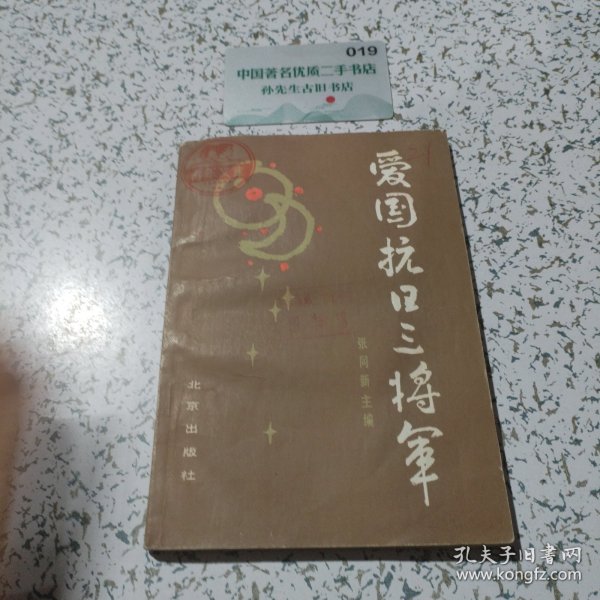 019
中国著名优质二手书店
孙先生古旧书店
爱国抗日三将军
张同新主编
北京出版社
孔夫子旧书网
www.kongfz.com